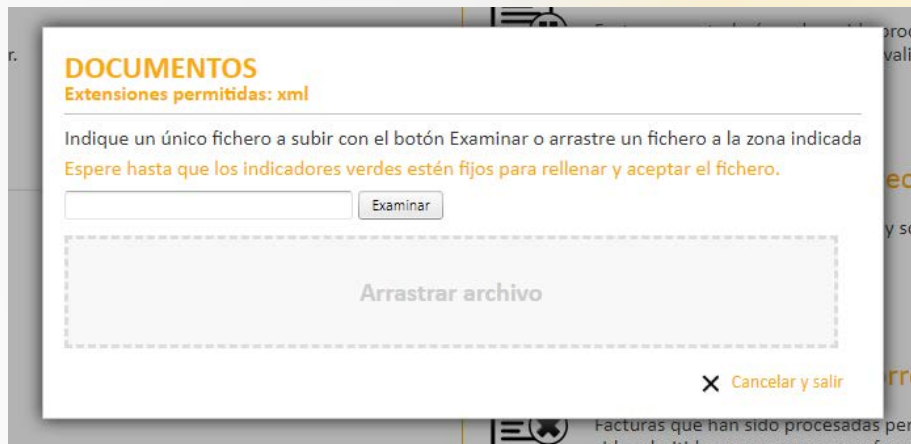 r.
DOCUMENTOS
Extensiones permitidas: xml
Indique un único fichero a subir con el botón Examinar o arrastre un fichero a la zona indicada
Espere hasta que los indicadores verdes estén fijos para rellenar y aceptar el fichero.
Examinar
Arrastrar archivo
Cancelar y salir
y so
Facturas que han sido procesadas per